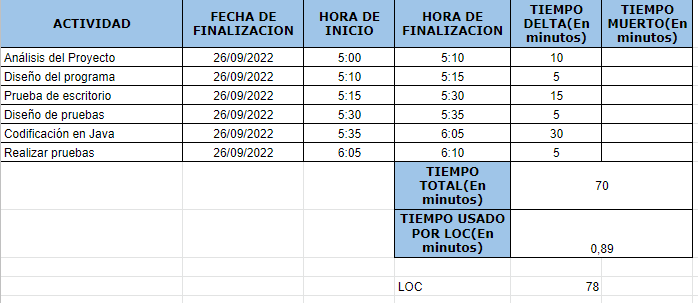 ACTIVIDAD FECHA DE FINALIZACION HORA DE INICIO HORA DE FINALIZACION TIEMPO DELTA(En minutos) TIEMPO MUERTO(En minutos)
Análisis del Proyecto 26/09/2022 5:00 5:10 10
Diseño del programa 26/09/2022 5:10 5:15 5
Prueba de escritorio 26/09/2022 5:15 5:30 15
Diseño de pruebas 26/09/2022 5:30 5:35 5
Codificación en Java 26/09/2022 5:35 6:05 30
Realizar pruebas 26/09/2022 6:05 6:10 5
TIEMPO TOTAL(En minutos) 70
TIEMPO USADO POR LOC(En minutos) 0,89
LOC 78